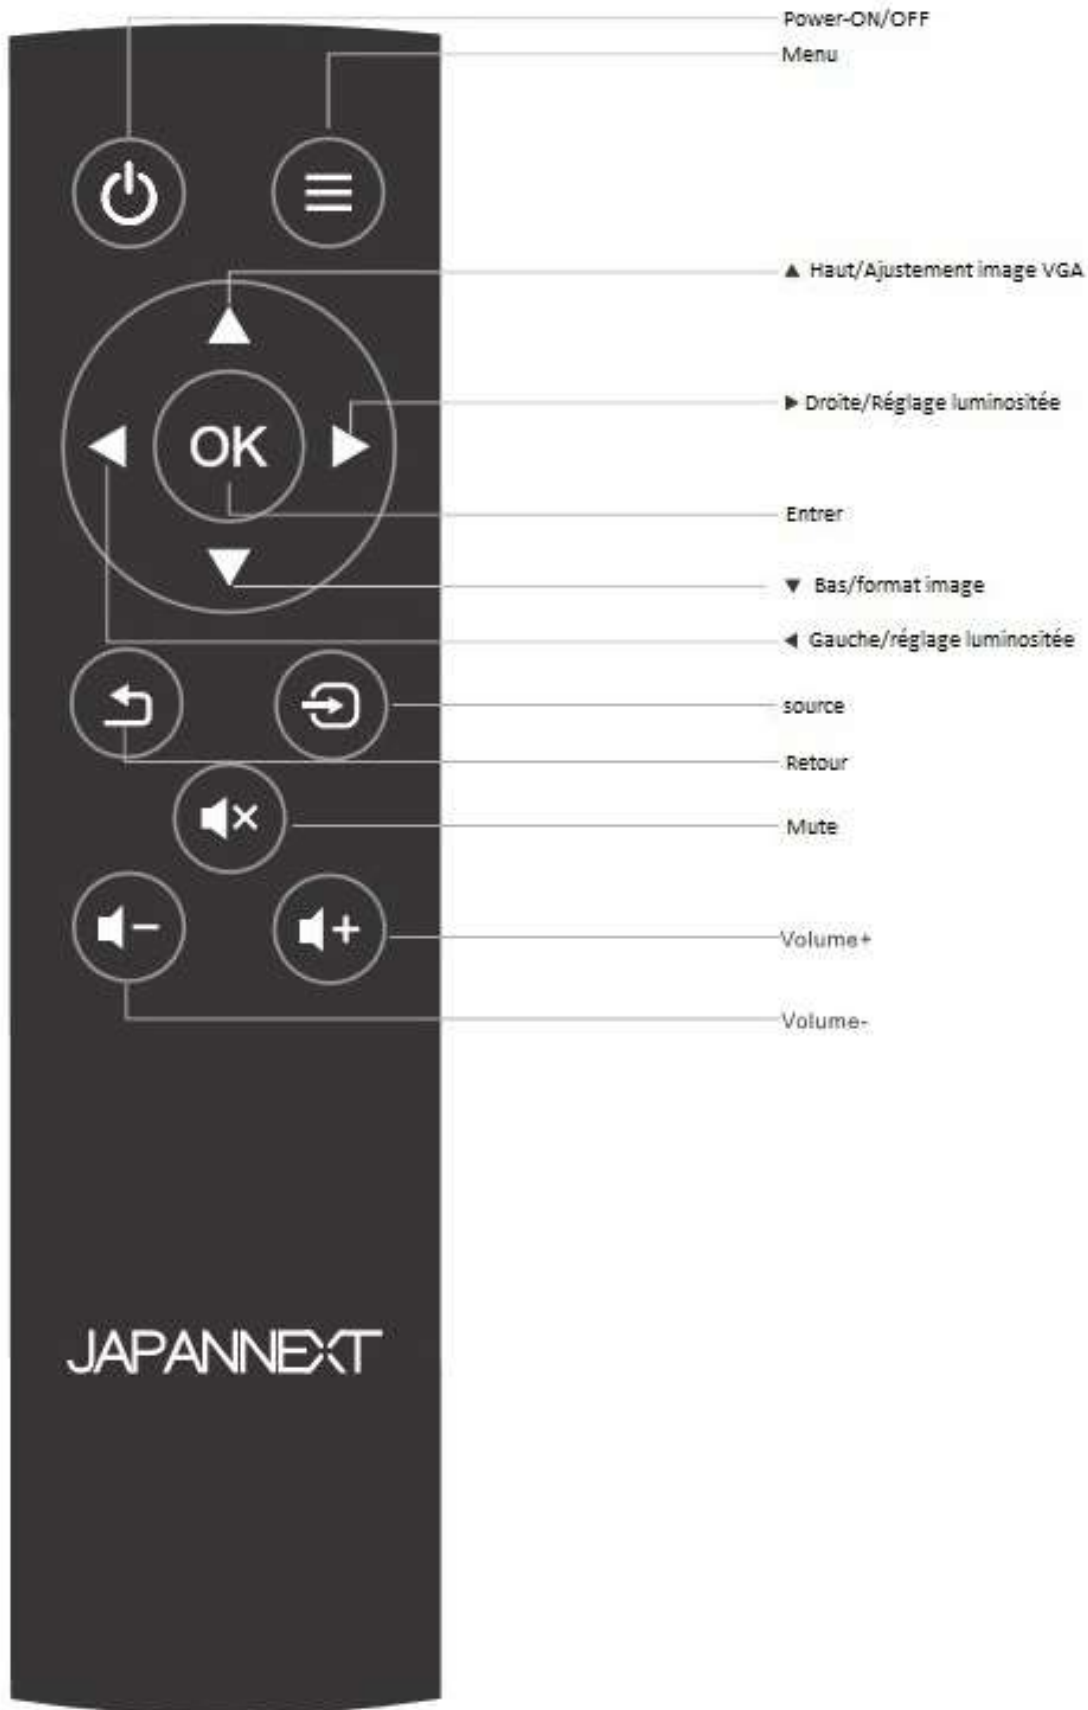 Power-ON/OFF
Menu
▲ Haut/Ajustement image VGA
▶ Droite/Réglage luminositée
OK
Entrer
▼ Bas/format image
◀ Gauche/réglage luminositée
source
Retour
Mute
Volume+
Volume-
JAPANNEXT